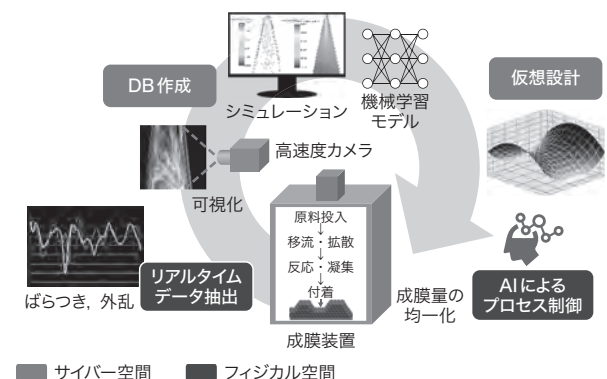 DB作成
シミュレーション
機械学習
モデル
仮想設計
高速度カメラ
可視化
原料投入
↓
移流・拡散
↓
反応・凝集
↓
付着
成膜装置
ばらつき，外乱
リアルタイム
データ抽出
成膜量の
均一化
AIによる
プロセス制御
サイバー空間
フィジカル空間